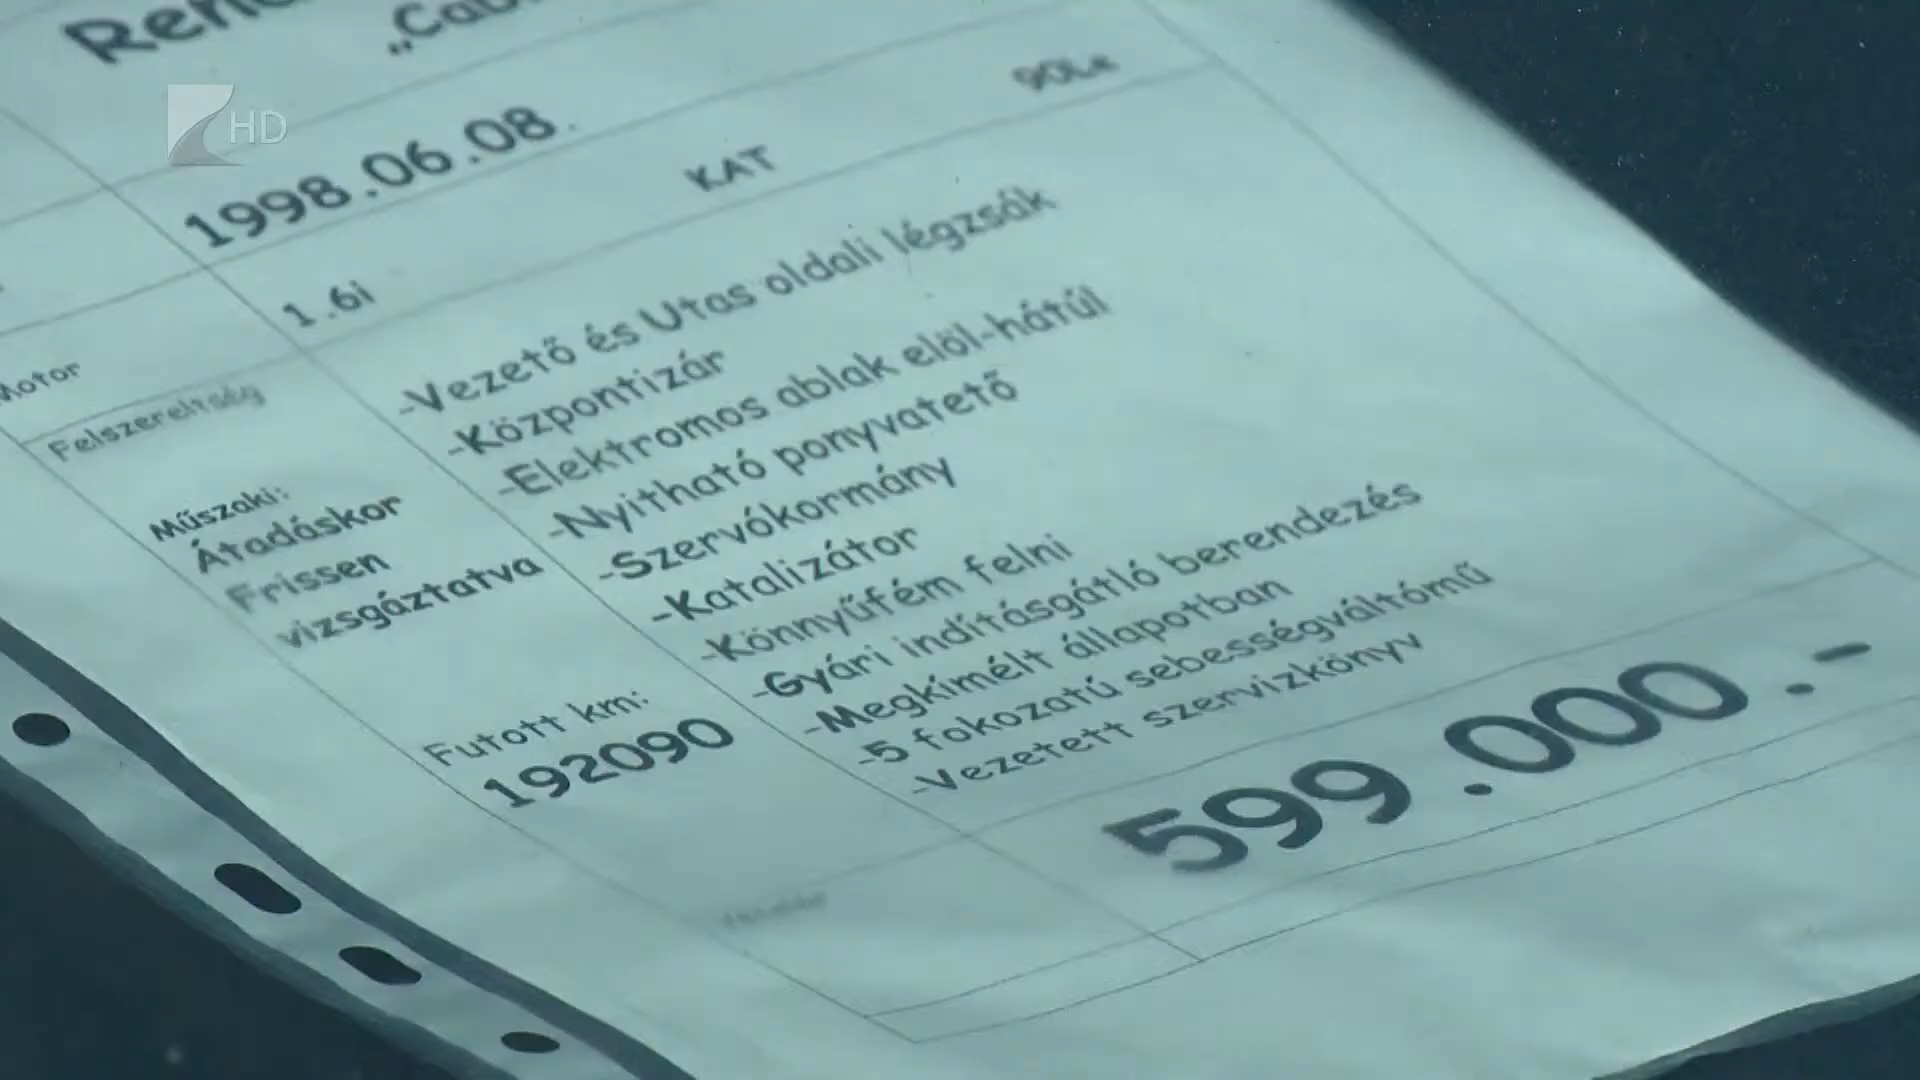 HD
1998.06.08.
1.6i KAT 90Le
Motor
Felszereltség
-Vezető és Utas oldali légzsák
-Központizár
-Elektromos ablak elöl-hátúl
-Nyitható ponyvatető
-Szervókormány
-Katalizátor
-Könnyűfém felni
-Gyári indításgátló berendezés
-Megkímélt állapotban
-5 fokozatú sebességváltómű
-Vezetett szervizkönyv
Műszaki:
Átadáskor
Frissen
vizsgáztatva
Futott km:
192090
599.000.-